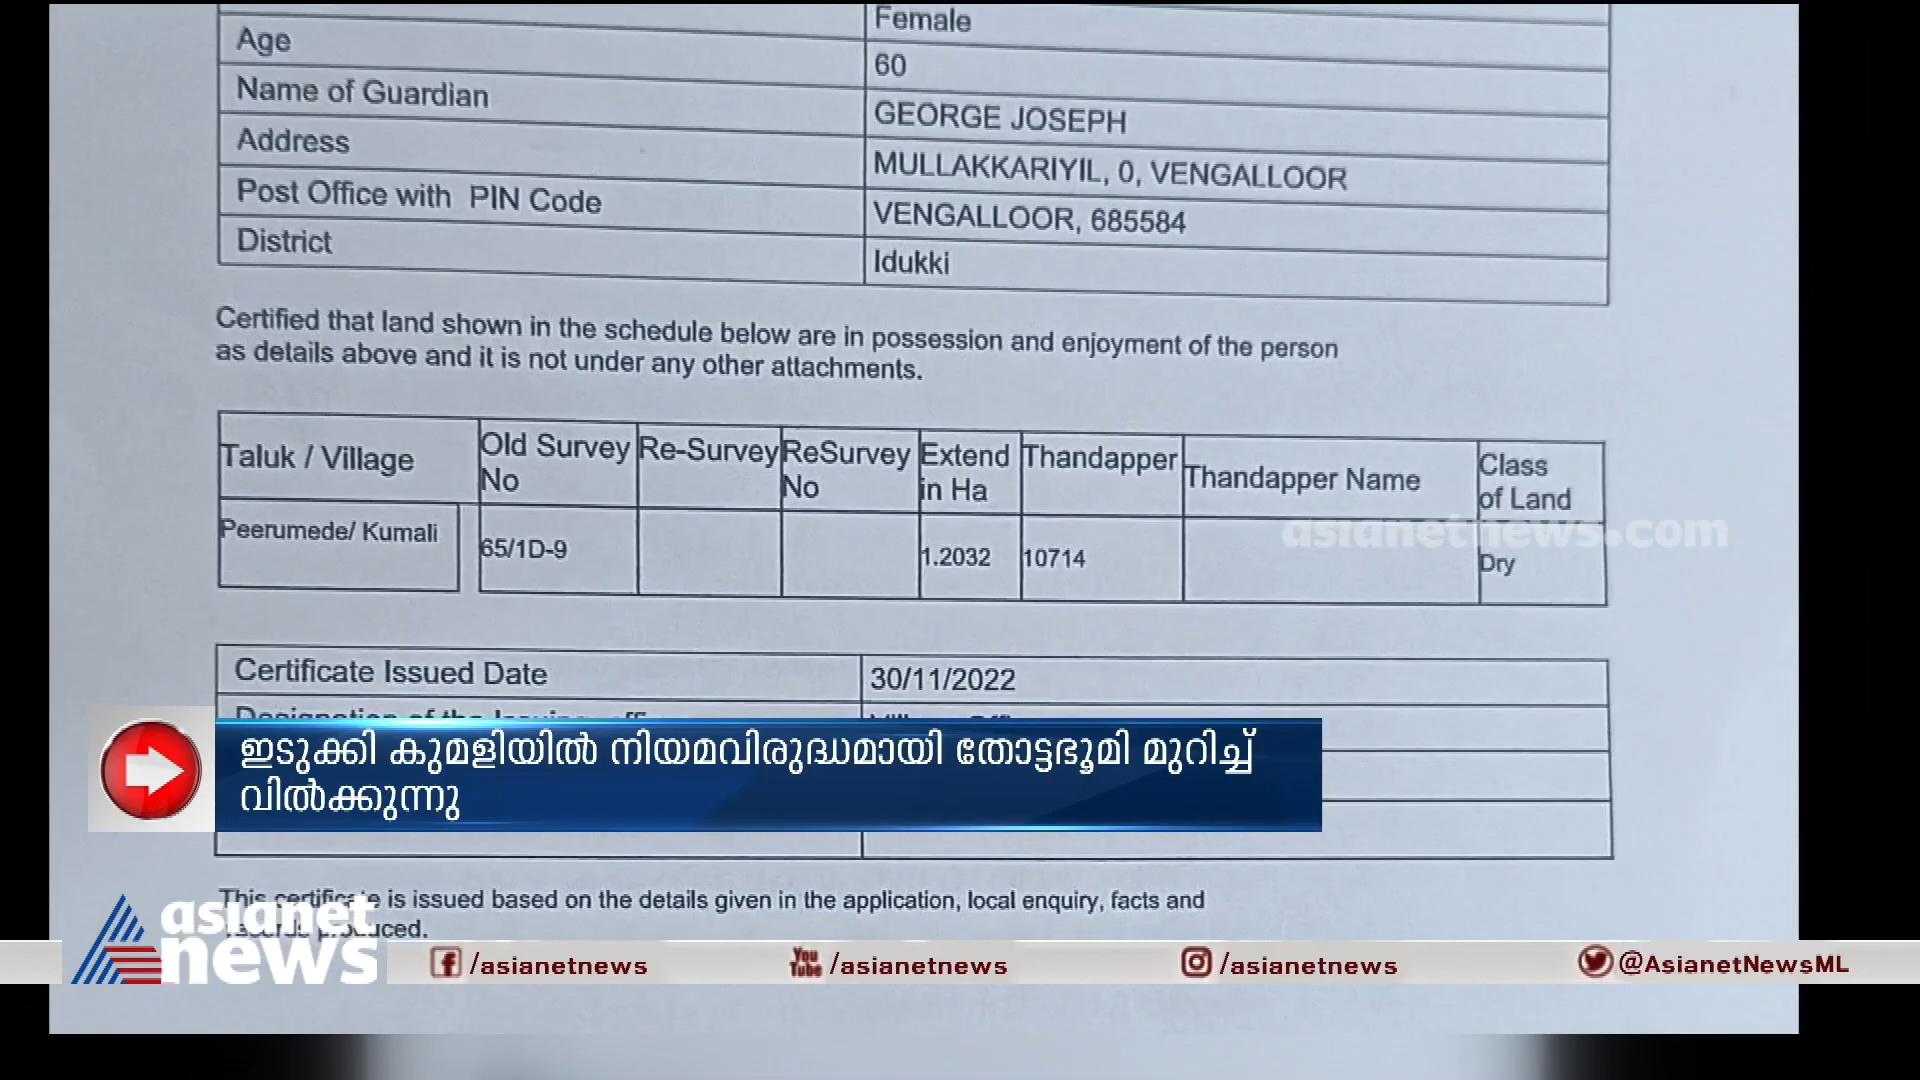 Female
Age
60
Name of Guardian
GEORGE JOSEPH
Address
MULLAKKARIYIL, 0, VENGALLOOR
Post Office with PIN Code
VENGALLOOR, 685584
District
Idukki
Certified that land shown in the schedule below are in possession and enjoyment of the person
as details above and it is not under any other attachments.
Taluk / Village
Old Survey
No
Re-Survey
ReSurvey
No
Extend
in Ha
Thandapper
Thandapper Name
Class
of Land
Peerumede/ Kumali
65/1D-9
1.2032
10714
Dry
asianetnews.com
Certificate Issued Date
30/11/2022
ഇടുക്കി കുമളിയിൽ നിയമവിരുദ്ധമായി തോട്ടഭൂമി മുറിച്ച്
വിൽക്കുന്നു
This certificate is issued based on the details given in the application, local enquiry, facts and
records produced.
asianet
news
/asianetnews
You
Tube
/asianetnews
/asianetnews
@AsianetNewsML